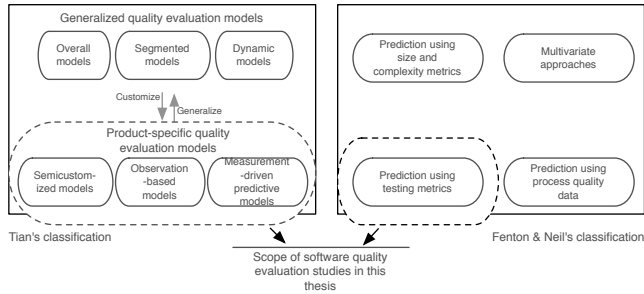 Generalized quality evaluation models
Overall
models
Segmented
models
Dynamic
models
Customize
Generalize
Product-specific quality
evaluation models
Semicustom-
ized models
Observation
-based
models
Measurement
-driven
predictive
models
Tian's classification
Prediction using
size and
complexity metrics
Multivariate
approaches
Prediction using
testing metrics
Prediction using
process quality
data
Fenton & Neil's classification
Scope of software quality
evaluation studies in this
thesis